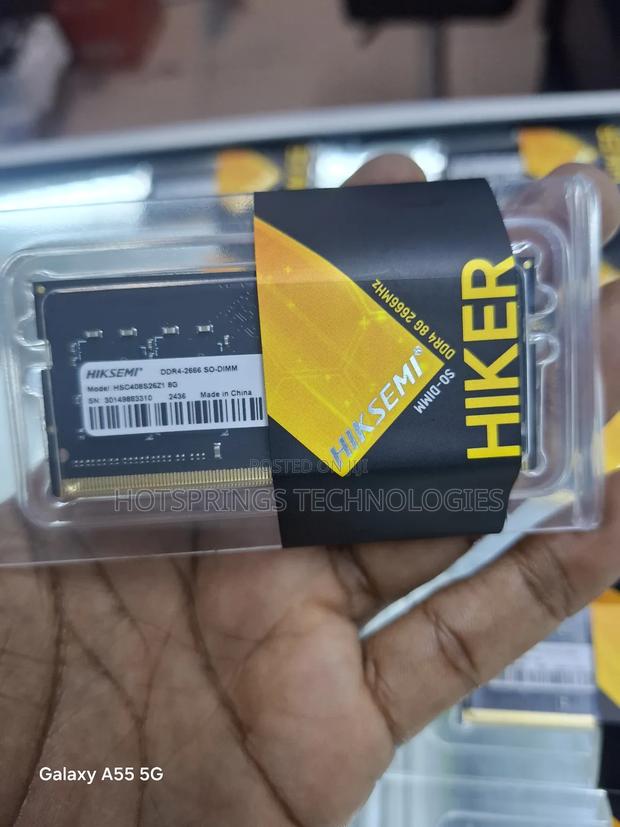 HIKSEMI
DDR4-2666 SO-DIMM
Model: HSC408S26Z1 8G
SN: 30149883310 2436 Made in China
HIKSEMI
DDR4 8G 2666MHz
SO-DIMM
HIKER
POSTED ON JIJI
HOTSPRINGS TECHNOLOGIES
Galaxy A55 5G